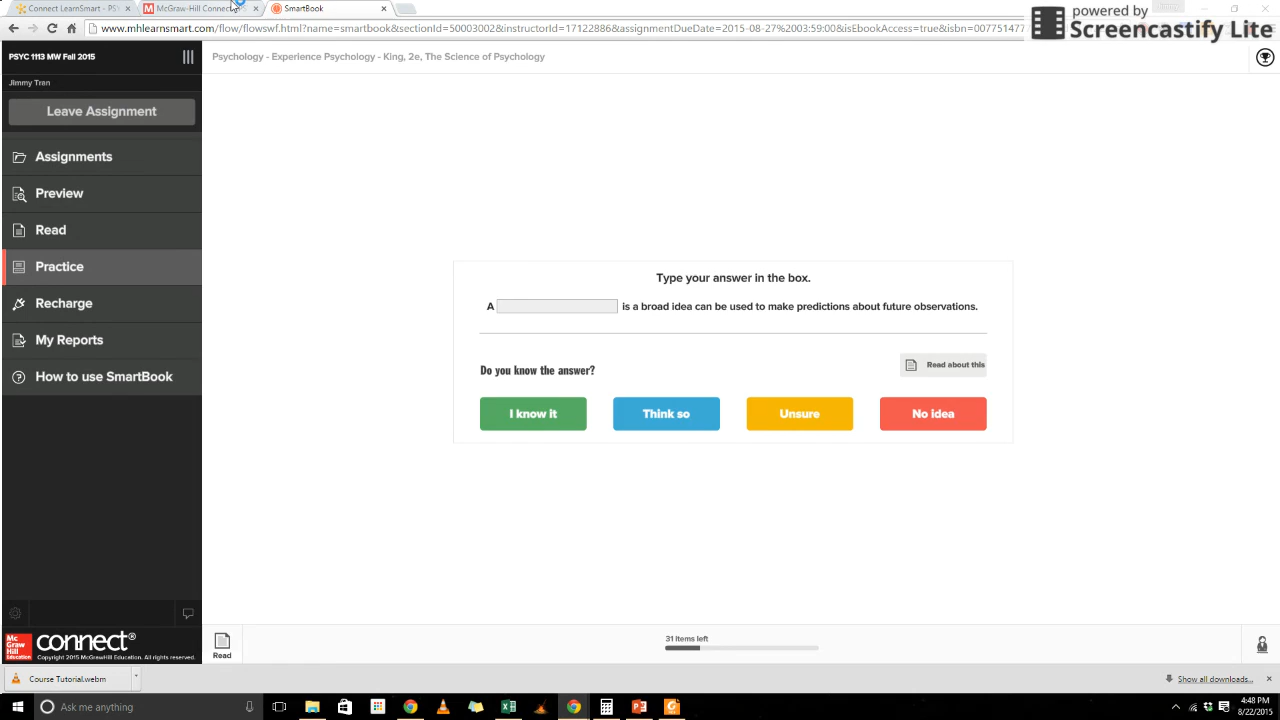 Connect LearnSmart - PSY
McGraw-Hill Connect
SmartBook
powered by
Screencastify Lite
www.mhlearnsmart.com/flow/flowswf.html?name=smartbook&sectionId=50003002&instructorId=17122886&assignmentDueDate=2015-08-27%2003:59:00&isEbookAccess=true&isbn=00775147
PSYC 1113 MW Fall 2015
Psychology - Experience Psychology - King, 2e, The Science of Psychology
Jimmy Tran
Leave Assignment
Assignments
Preview
Read
Practice
Recharge
My Reports
How to use SmartBook
Type your answer in the box.
A is a broad idea can be used to make predictions about future observations.
Do you know the answer?
Read about this
I know it
Think so
Unsure
No idea
31 items left
Read
Mc Graw Hill Education
connect®
Copyright 2015 McGrawHill Education. All rights reserved.
Course Tutorial.webm
Show all downloads...
Ask me anything
4:48 PM
8/22/2015